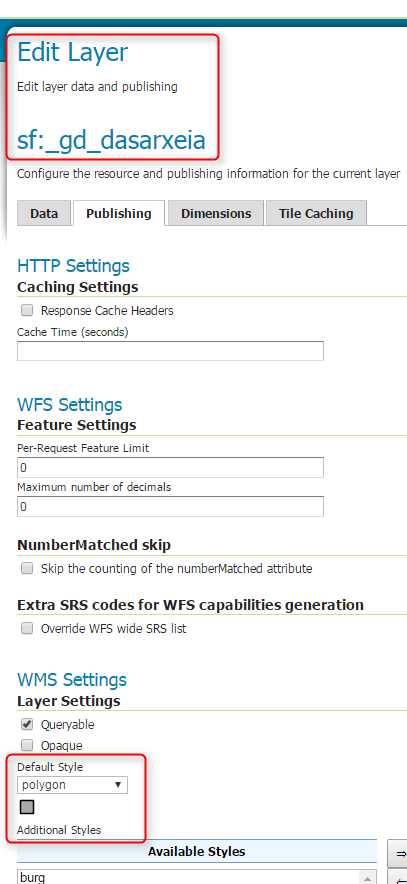 Edit Layer
Edit layer data and publishing
sf:_gd_dasarxeia
Configure the resource and publishing information for the current layer
Data Publishing Dimensions Tile Caching
HTTP Settings
Caching Settings
Response Cache Headers
Cache Time (seconds)
WFS Settings
Feature Settings
Per-Request Feature Limit
0
Maximum number of decimals
0
NumberMatched skip
Skip the counting of the numberMatched attribute
Extra SRS codes for WFS capabilities generation
Override WFS wide SRS list
WMS Settings
Layer Settings
Queryable
Opaque
Default Style
polygon
Additional Styles
Available Styles
burg